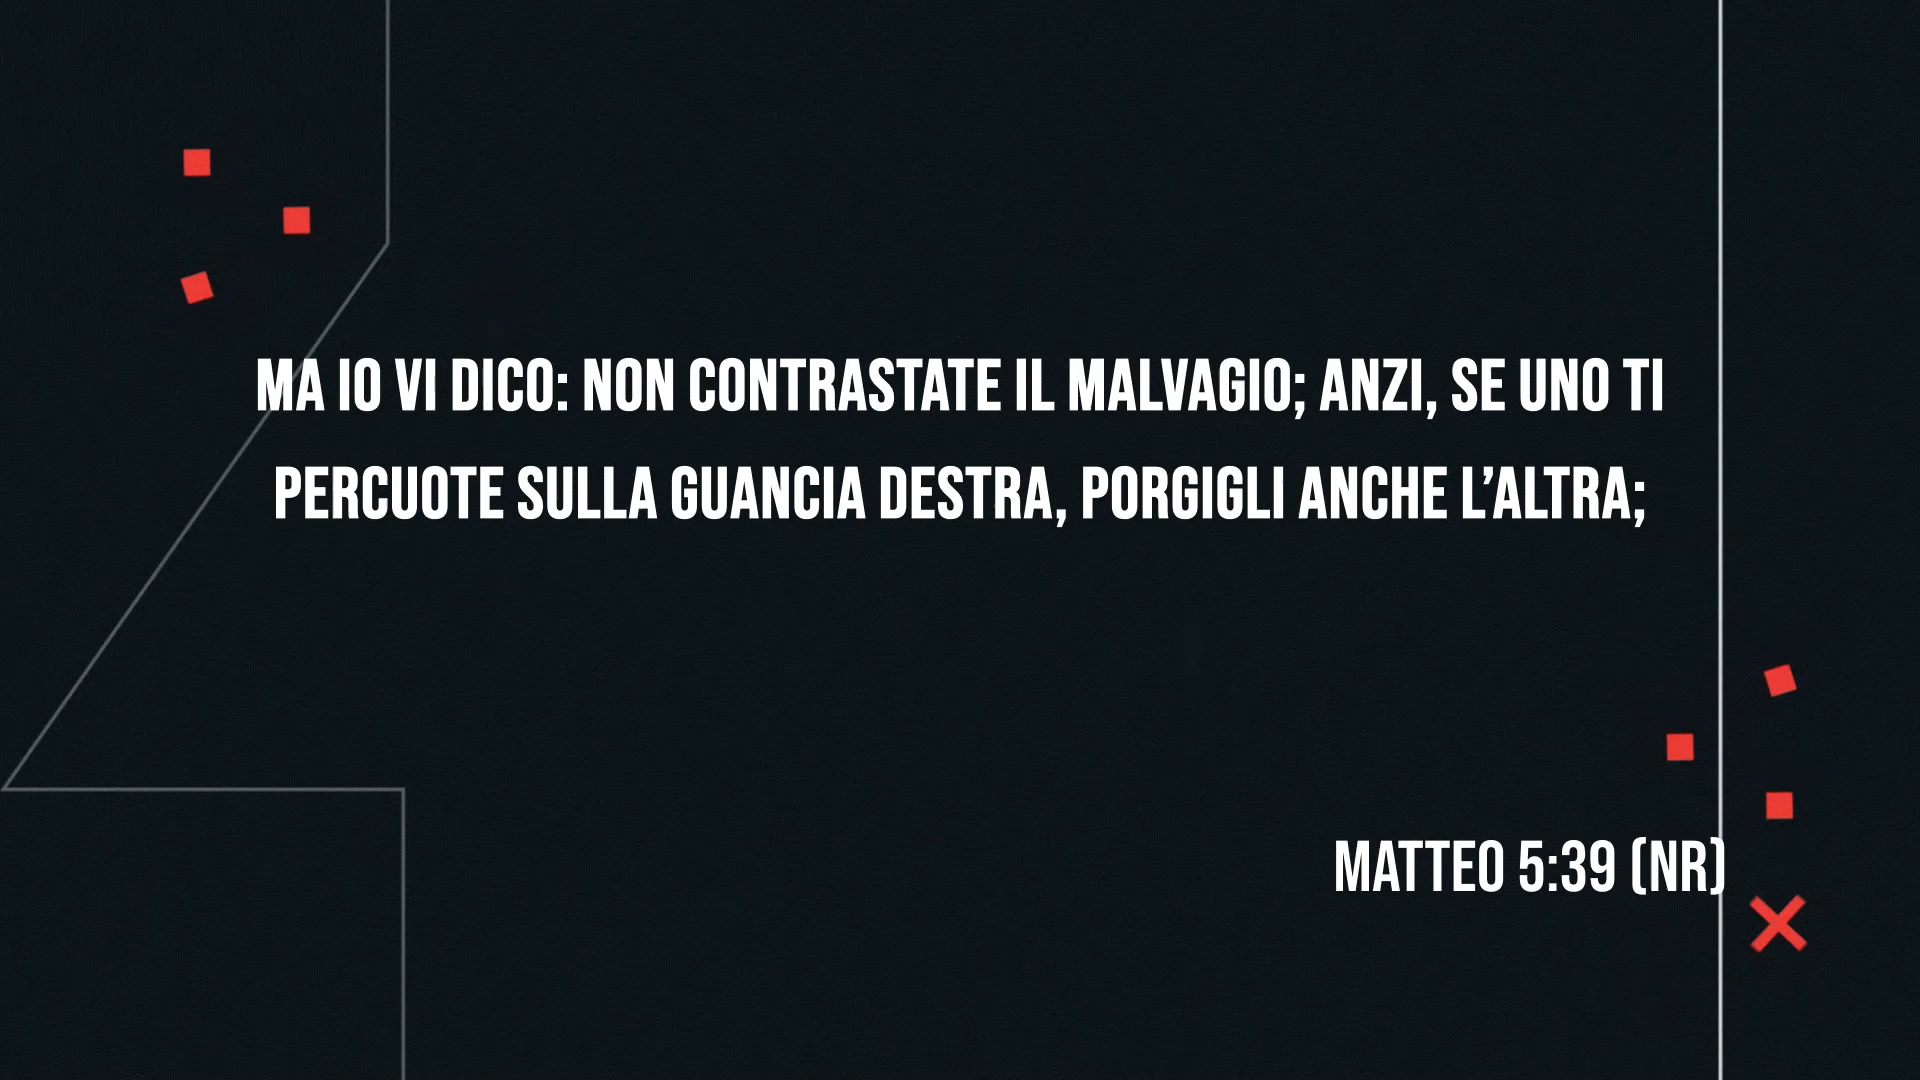 MA IO VI DICO: NON CONTRASTATE IL MALVAGIO; ANZI, SE UNO TI
PERCUOTE SULLA GUANCIA DESTRA, PORGIGLI ANCHE L’ALTRA;
MATTEO 5:39 (NR)